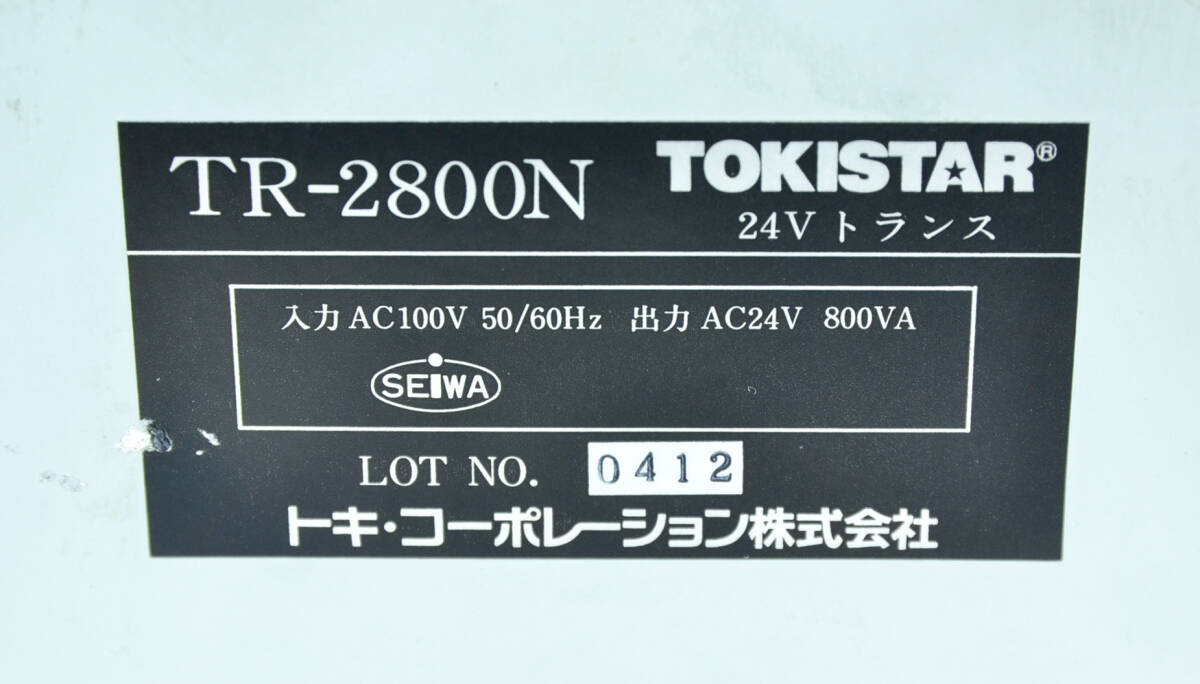 TR-2800N TOKISTAR®
24Vトランス
入力 AC100V 50/60Hz 出力 AC24V 800VA
SEIWA
LOT NO. 0412
トキ・コーポレーション株式会社